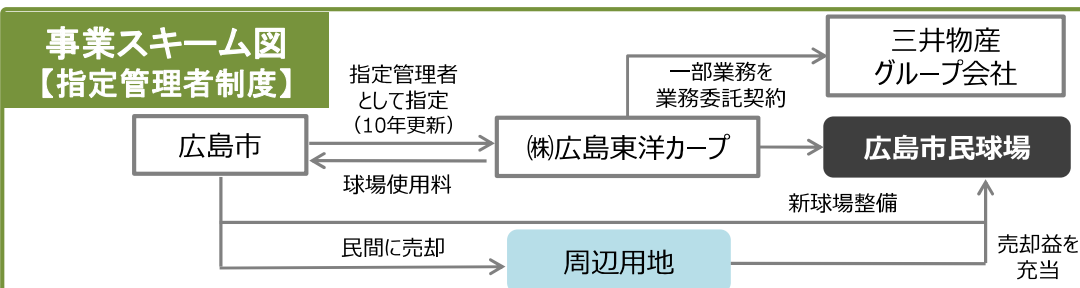 事業スキーム図
【指定管理者制度】
指定管理者
として指定
（10年更新）
一部業務を
業務委託契約
三井物産
グループ会社
広島市
㈱広島東洋カープ
広島市民球場
球場使用料
新球場整備
民間に売却
周辺用地
売却益を
充当